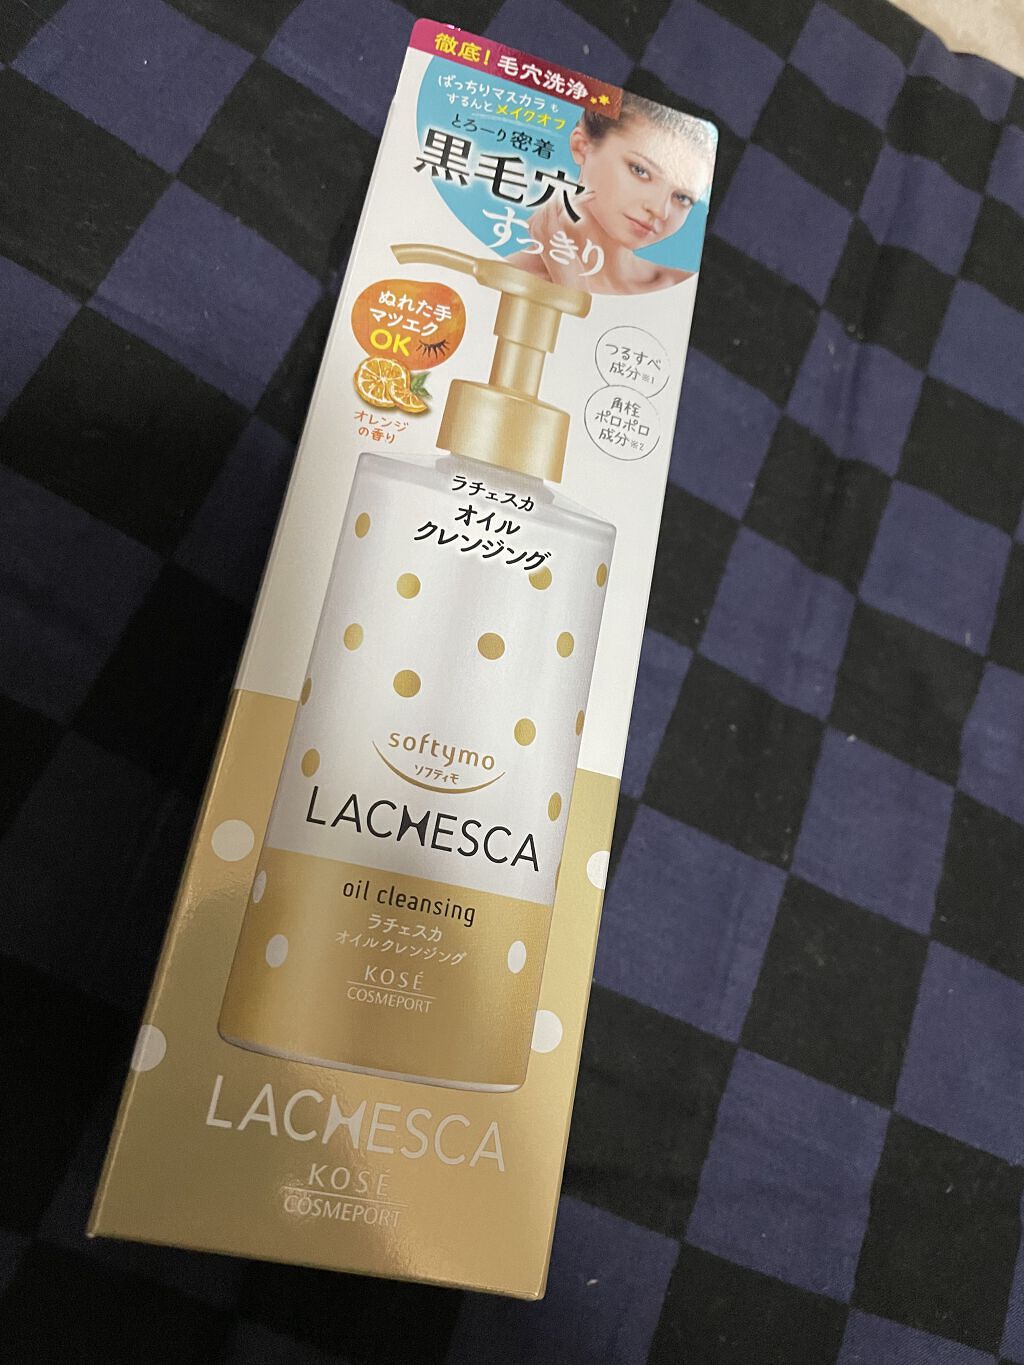 徹底!毛穴洗浄
ばっちりマスカラも
するんとメイクオフ
とろーり密着
黒毛穴
すっきり
ぬれた手
マツエク
OK
オレンジ
の香り
つるすべ
成分※1
角栓
ポロポロ
成分※2
ラチェスカ
オイル
クレンジング
softymo
ソフティモ
LACHESCA
oil cleansing
ラチェスカ
オイルクレンジング
KOSÉ
COSMEPORT
LACHESCA
KOSÉ
COSMEPORT